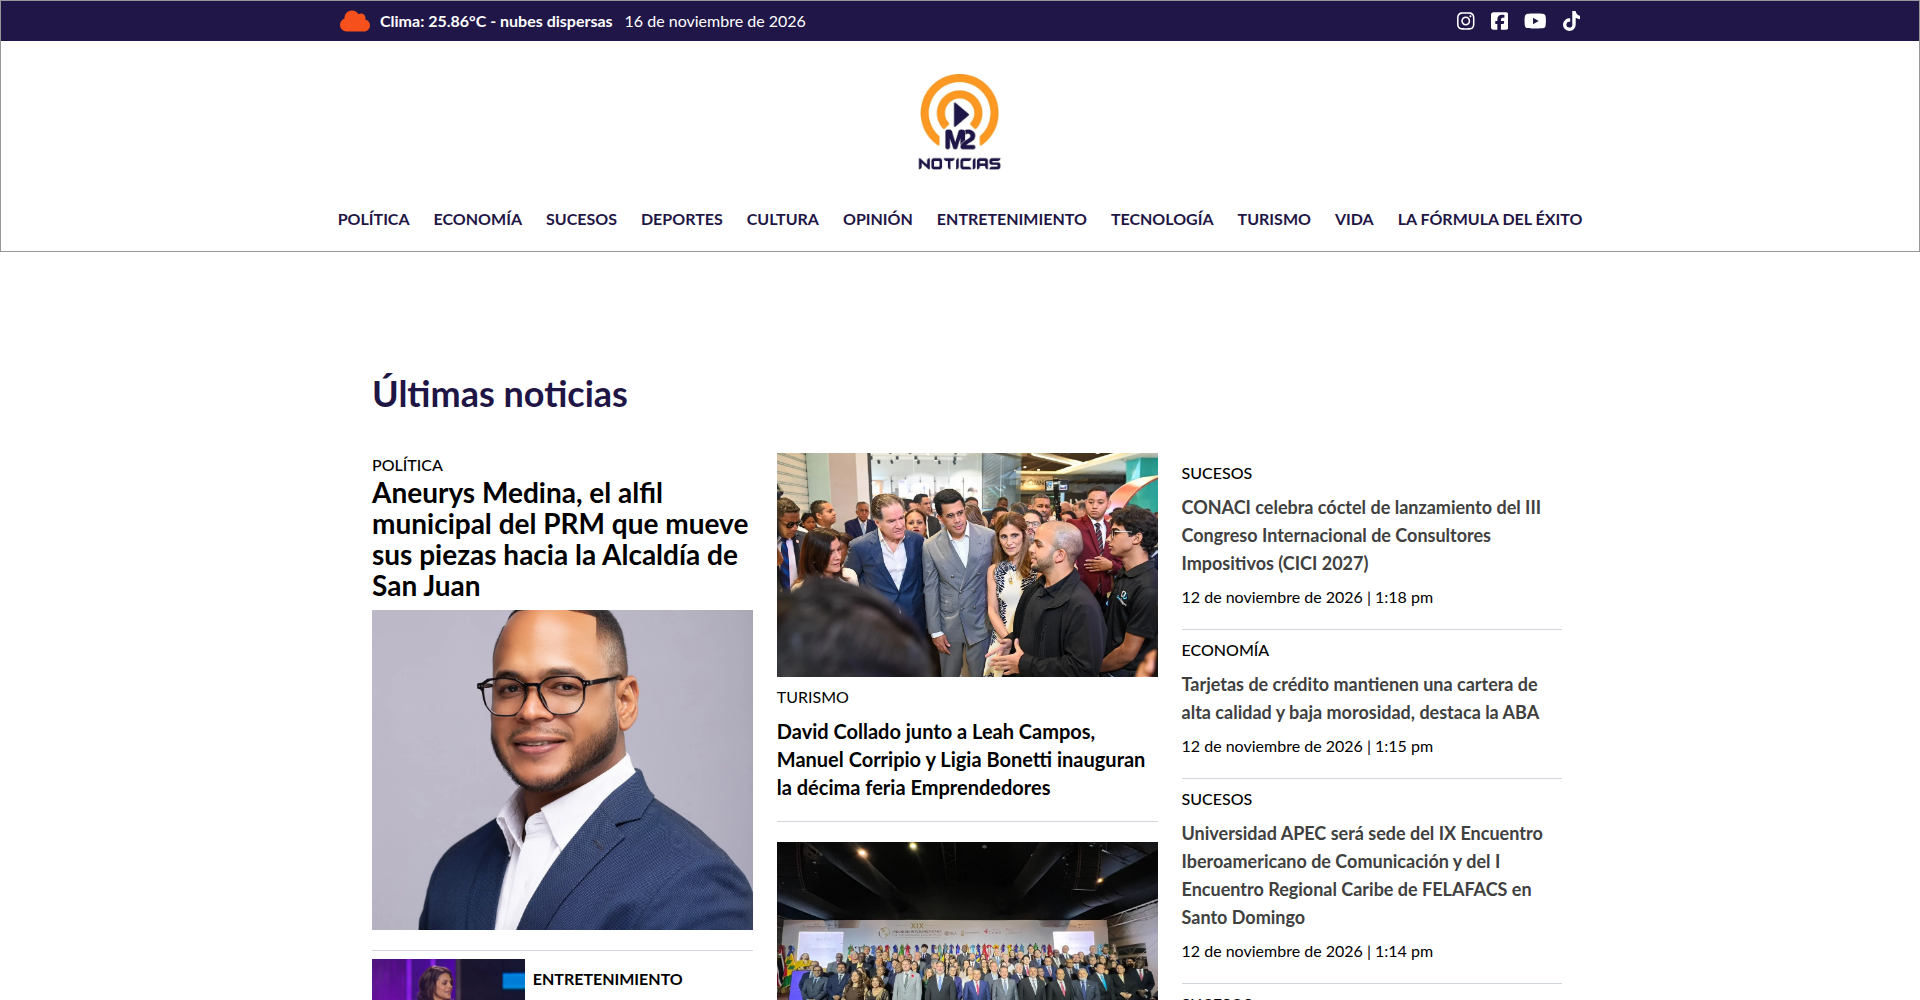 Clima: 25.86°C - nubes dispersas 16 de noviembre de 2026
M2
NOTICIAS
POLÍTICA ECONOMÍA SUCESOS DEPORTES CULTURA OPINIÓN ENTRETENIMIENTO TECNOLOGÍA TURISMO VIDA LA FÓRMULA DEL ÉXITO
Últimas noticias
POLÍTICA
Aneurys Medina, el alfil
municipal del PRM que mueve
sus piezas hacia la Alcaldía de
San Juan
ENTRETENIMIENTO
TURISMO
David Collado junto a Leah Campos,
Manuel Corripio y Ligia Bonetti inauguran
la décima feria Emprendedores
XIX
SUCESOS
CONACI celebra cóctel de lanzamiento del III
Congreso Internacional de Consultores
Impositivos (CICI 2027)
12 de noviembre de 2026 | 1:18 pm
ECONOMÍA
Tarjetas de crédito mantienen una cartera de
alta calidad y baja morosidad, destaca la ABA
12 de noviembre de 2026 | 1:15 pm
SUCESOS
Universidad APEC será sede del IX Encuentro
Iberoamericano de Comunicación y del I
Encuentro Regional Caribe de FELAFACS en
Santo Domingo
12 de noviembre de 2026 | 1:14 pm